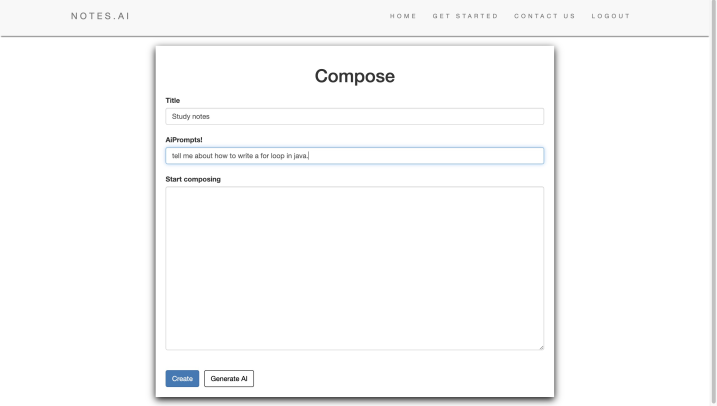 NOTES.AI
HOME GET STARTED CONTACT US LOGOUT
Compose
Title
Study notes
AiPrompts!
tell me about how to write a for loop in java.
Start composing
Create Generate AI